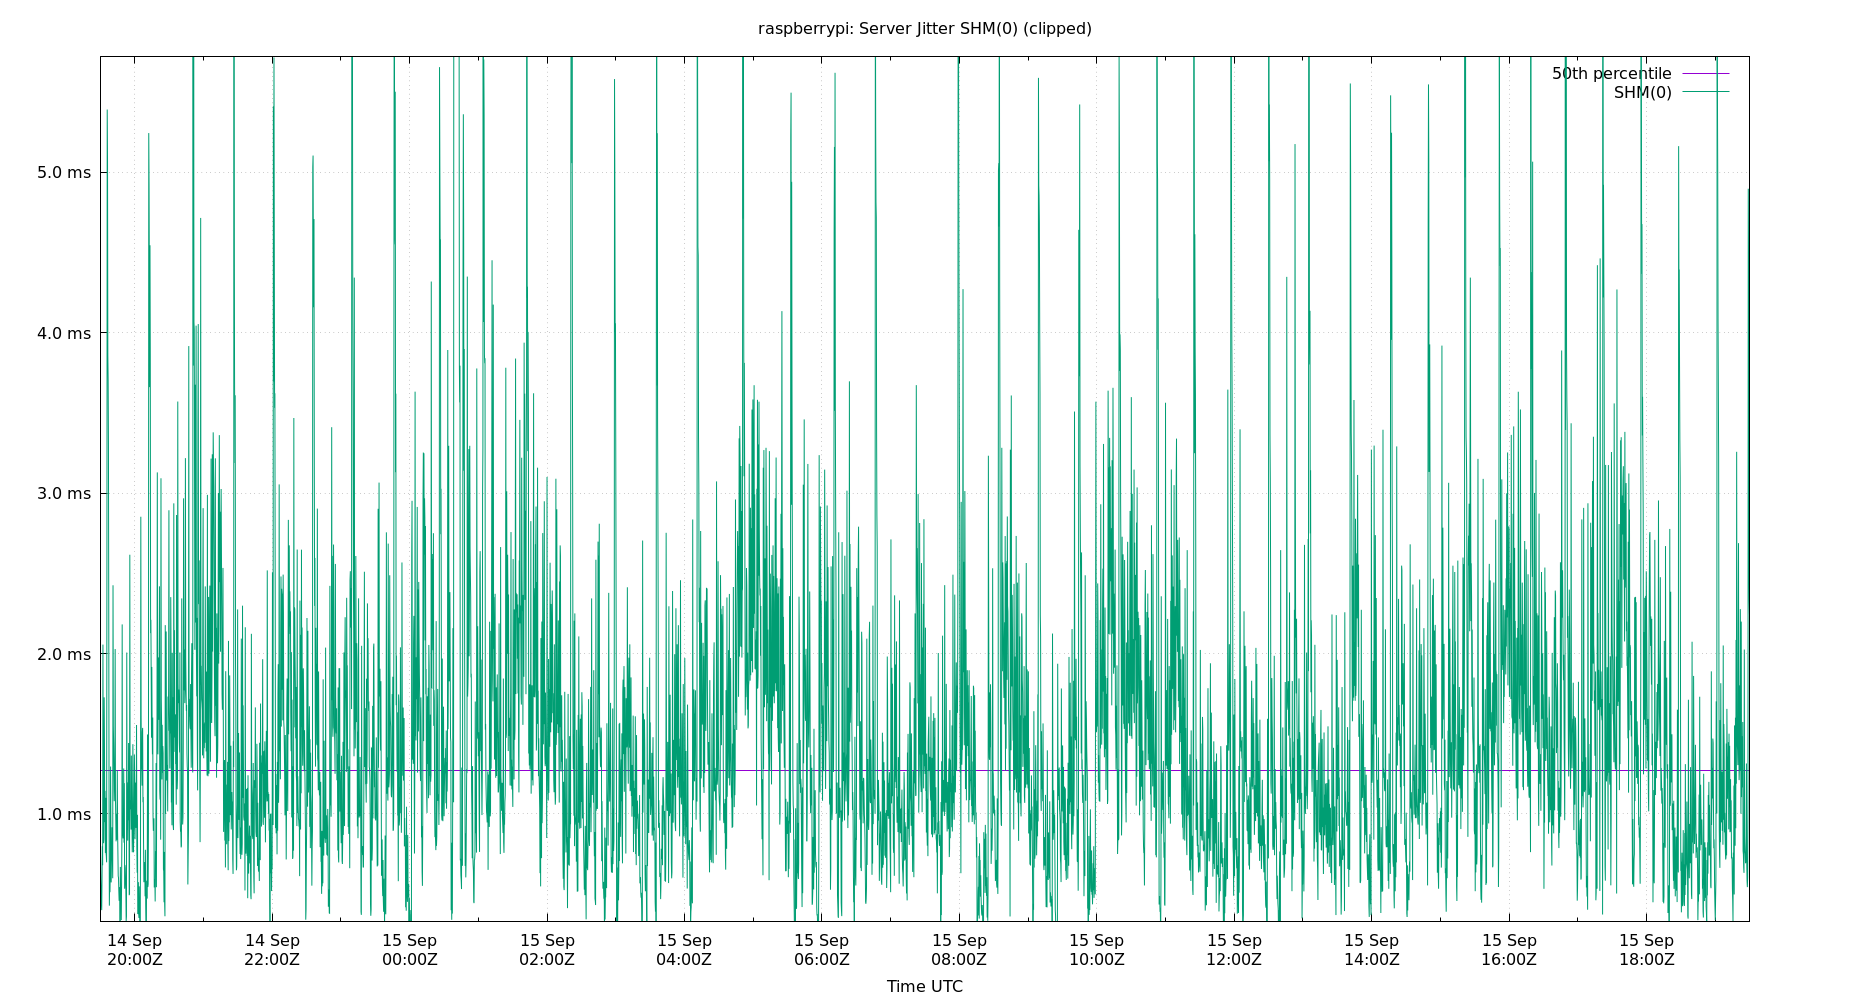 raspberrypi: Server Jitter SHM(0) (clipped)
50th percentile
SHM(0)
5.0 ms
4.0 ms
3.0 ms
2.0 ms
1.0 ms
14 Sep 14 Sep 15 Sep 15 Sep 15 Sep 15 Sep 15 Sep 15 Sep 15 Sep 15 Sep 15 Sep 15 Sep
20:00Z 22:00Z 00:00Z 02:00Z 04:00Z 06:00Z 08:00Z 10:00Z 12:00Z 14:00Z 16:00Z 18:00Z
Time UTC